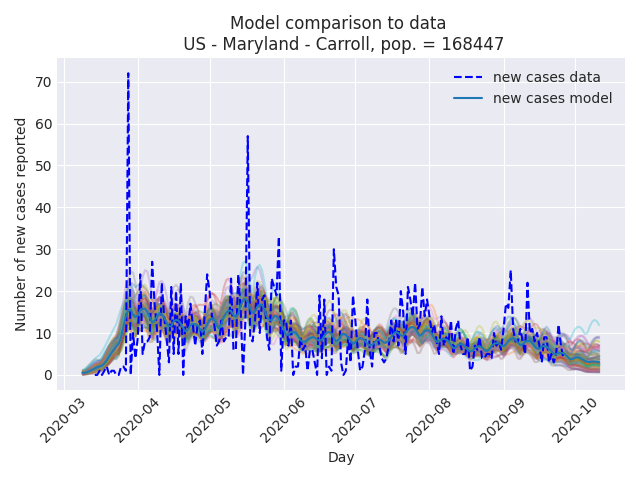 Model comparison to data
US - Maryland - Carroll, pop. = 168447
new cases data
new cases model
Number of new cases reported
70
60
50
40
30
20
10
0
2020-03
2020-04
2020-05
2020-06
2020-07
2020-08
2020-09
2020-10
Day